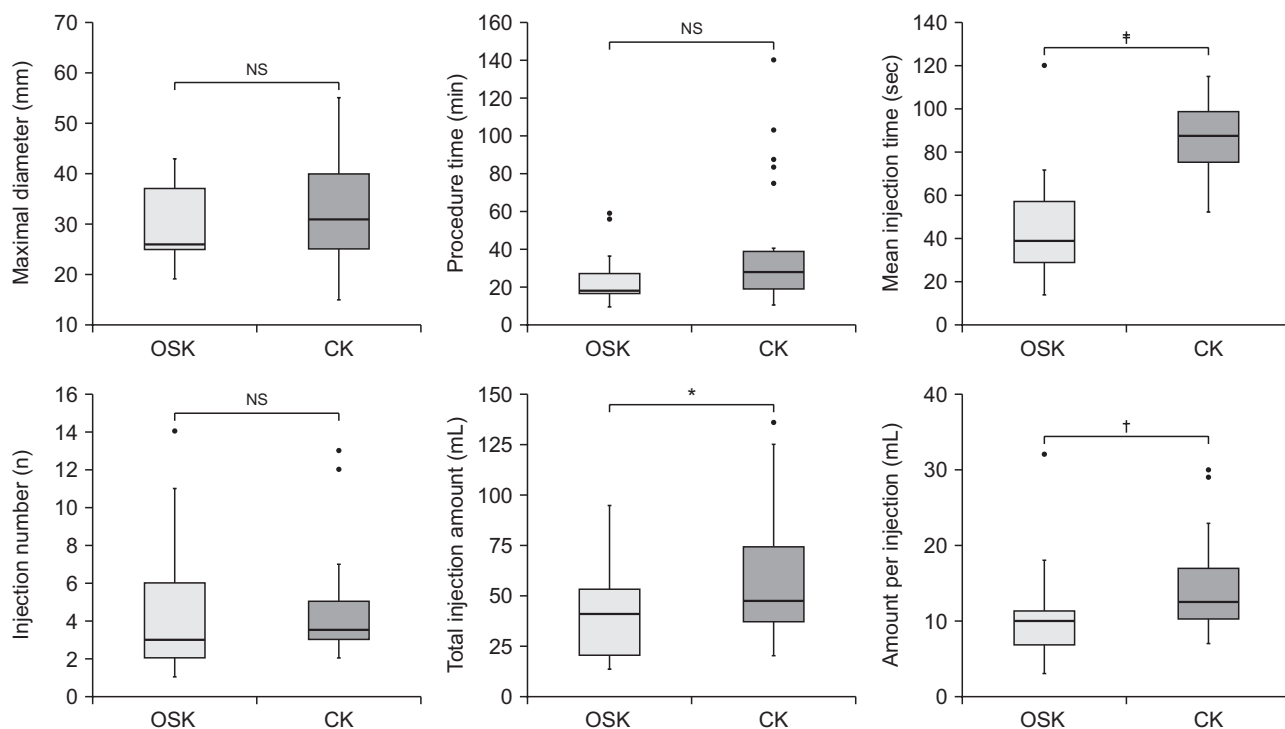 Maximal diameter (mm)
70
60
50
40
30
20
10
NS
OSK
CK
Procedure time (min)
160
140
120
100
80
60
40
20
0
NS
OSK
CK
Mean injection time (sec)
140
120
100
80
60
40
20
0
‡
OSK
CK
Injection number (n)
16
14
12
10
8
6
4
2
0
NS
OSK
CK
Total injection amount (mL)
150
125
100
75
50
25
0
*
OSK
CK
Amount per injection (mL)
40
30
20
10
0
†
OSK
CK